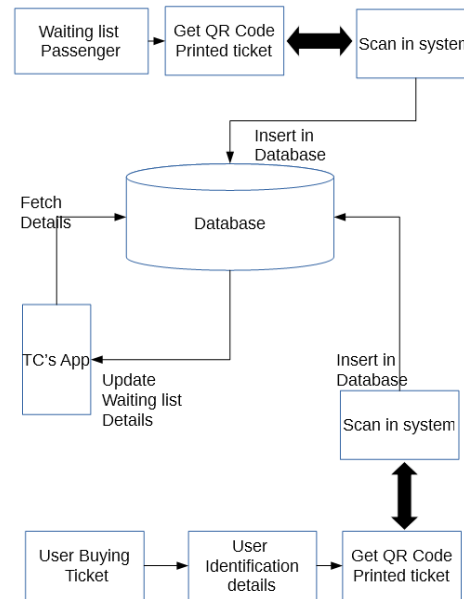 Waiting list
Passenger
Get QR Code
Printed ticket
Scan in system
Insert in
Database
Fetch
Details
Database
TC's App
Update
Waiting list
Details
Insert in
Database
Scan in system
User Buying
Ticket
User
Identification
details
Get QR Code
Printed ticket